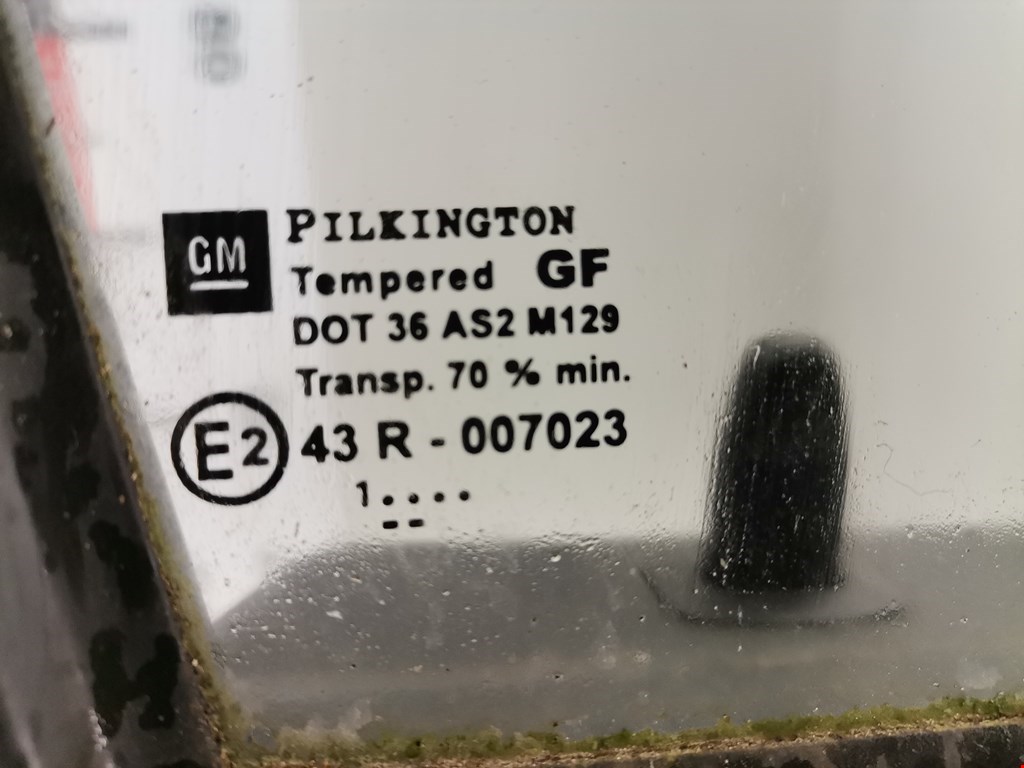 GM
PILKINGTON
Tempered GF
DOT 36 AS2 M129
Transp. 70 % min.
E2 43 R - 007023
1....
--